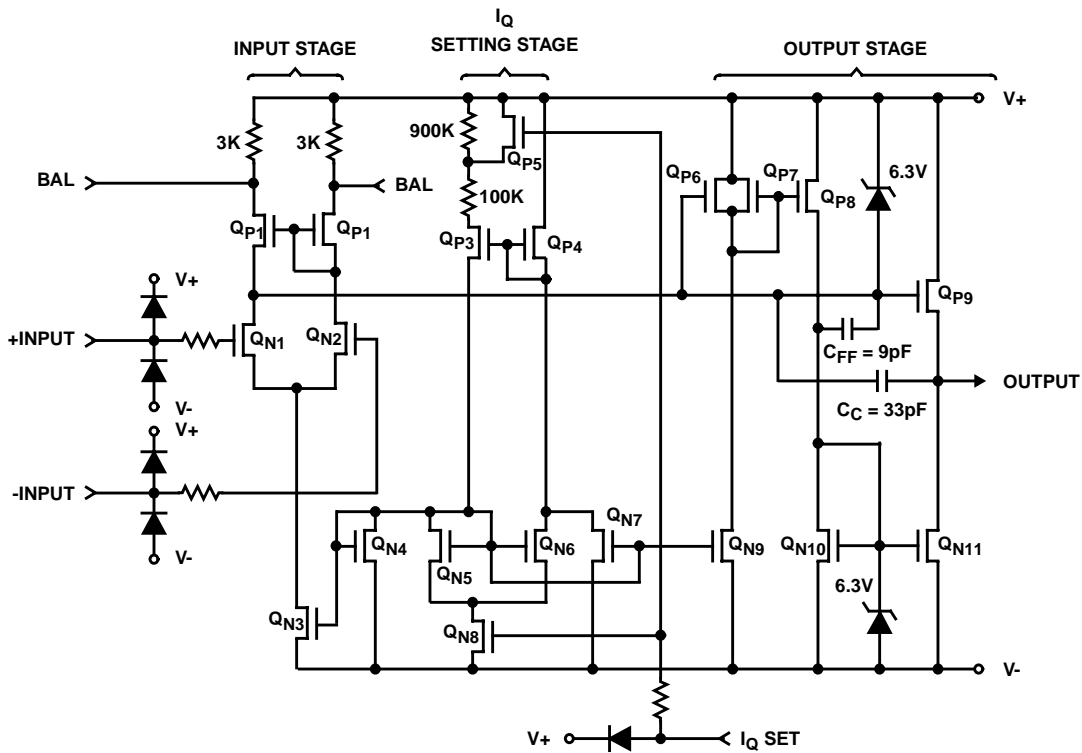 IQ
INPUT STAGE
SETTING STAGE
OUTPUT STAGE
V+
3K
3K
900K
QP5
BAL
BAL
100K
QP6
QP7
QP8
6.3V
QP1
QP1
QP3
QP4
QP9
V+
+INPUT
QN1
QN2
CFF = 9pF
V-
OUTPUT
V+
CC = 33pF
-INPUT
V-
QN4
QN5
QN6
QN7
QN9
QN10
QN11
QN3
QN8
6.3V
V-
V+
IQ SET